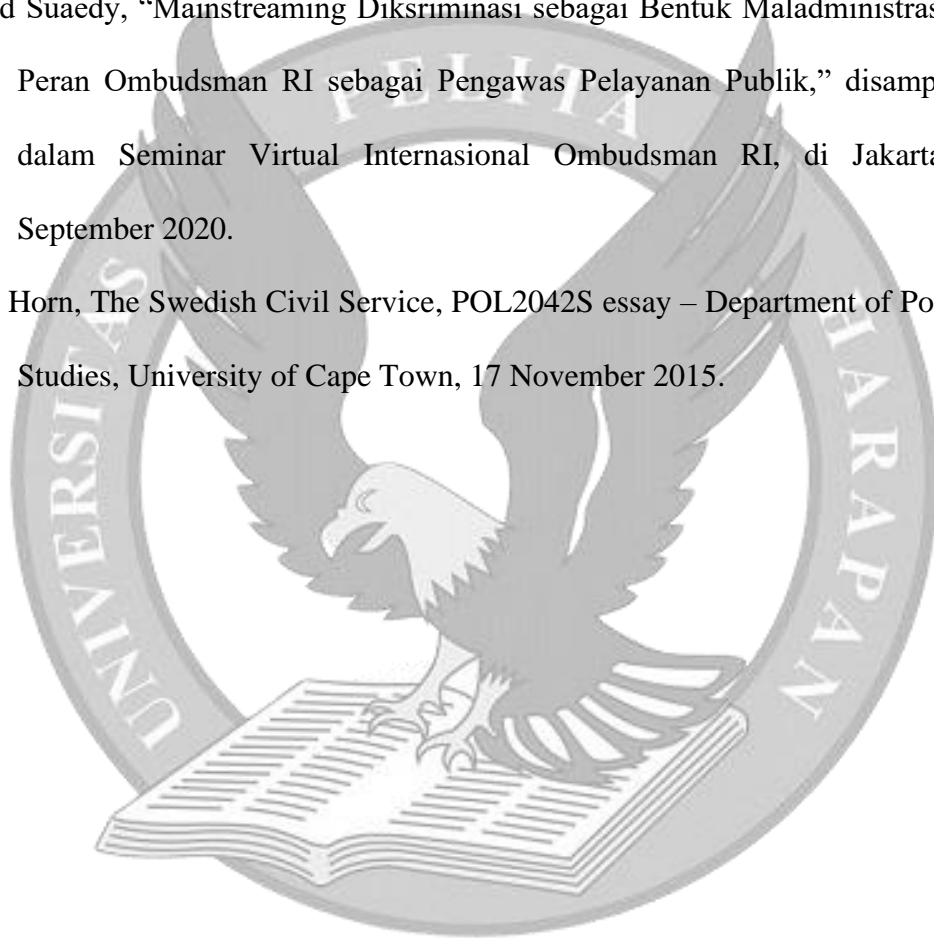 d Suaedy, “Mainstreaming Diksriminasi sebagai Bentuk Maladministras
Peran Ombudsman RI sebagai Pengawas Pelayanan Publik,” disamp
dalam Seminar Virtual Internasional Ombudsman RI, di Jakarta
September 2020.
Horn, The Swedish Civil Service, POL2042S essay – Department of Po
Studies, University of Cape Town, 17 November 2015.
UNIVERSITAS PELITA HARAPAN